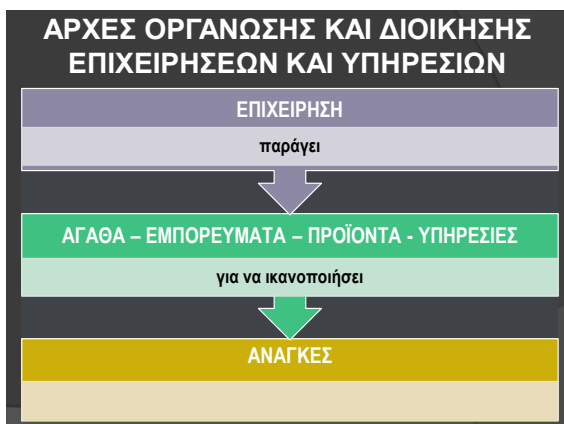 ΑΡΧΕΣ ΟΡΓΑΝΩΣΗΣ ΚΑΙ ΔΙΟΙΚΗΣΗΣ
ΕΠΙΧΕΙΡΗΣΕΩΝ ΚΑΙ ΥΠΗΡΕΣΙΩΝ
ΕΠΙΧΕΙΡΗΣΗ
παράγει
ΑΓΑΘΑ – ΕΜΠΟΡΕΥΜΑΤΑ – ΠΡΟΪΟΝΤΑ - ΥΠΗΡΕΣΙΕΣ
για να ικανοποιήσει
ΑΝΑΓΚΕΣ